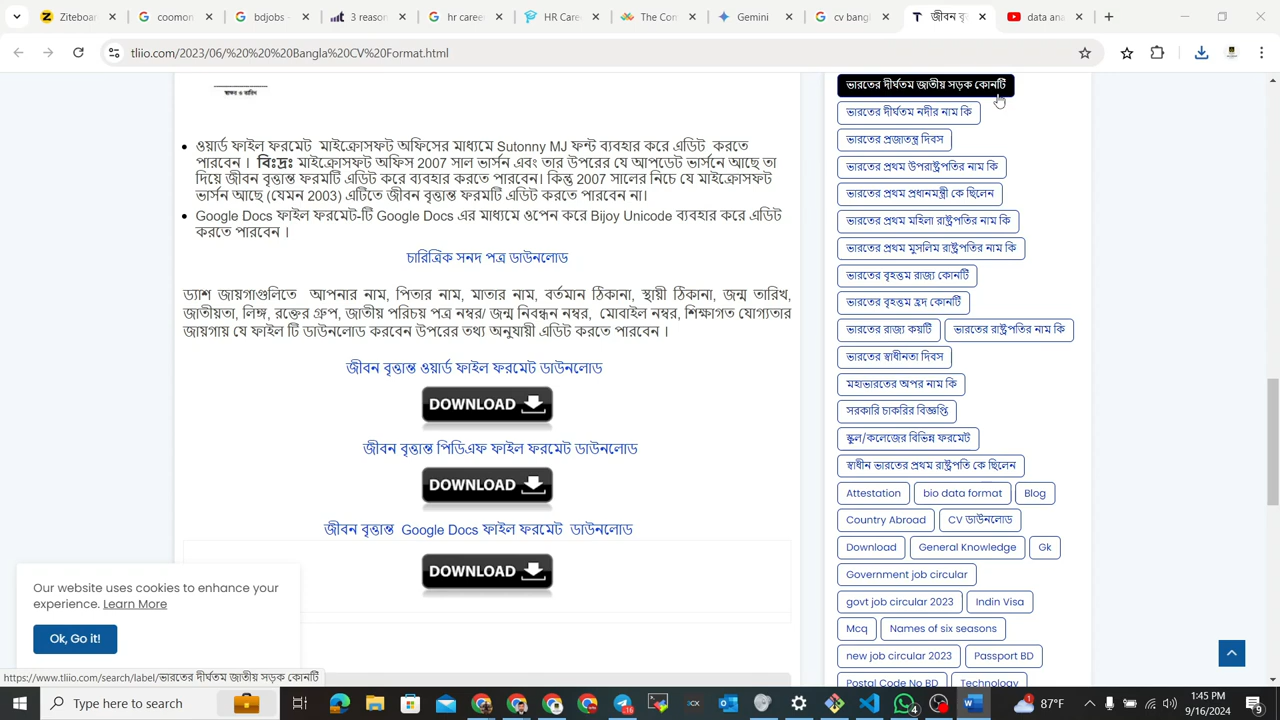 Ziteboard
coomon
bdjobs -
3 reason
hr caree
HR Care
The Con
Gemini
cv bangl
জীবন বৃ
data ana
tliio.com/2023/06/%20%20%20Bangla%20CV%20Format.html
স্বাক্ষর ও তারিখ
ওয়ার্ড ফাইল ফরমেট মাইক্রোসফট অফিসের মাধ্যমে Sutonny MJ ফন্ট ব্যবহার করে এডিট করতে
পারবেন । বিঃদ্রঃ মাইক্রোসফট অফিস 2007 সাল ভার্সন এবং তার উপরের যে আপডেট ভার্সনে আছে তা
দিয়ে জীবন বৃত্তান্ত ফরমটি এডিট করে ব্যবহার করতে পারবেন। কিন্তু 2007 সালের নিচে যে মাইক্রোসফট
ভার্সন আছে (যেমন 2003) এটিতে জীবন বৃত্তান্ত ফরমটি এডিট করতে পারবেন না।
Google Docs ফাইল ফরমেট-টি Google Docs এর মাধ্যমে ওপেন করে Bijoy Unicode ব্যবহার করে এডিট
করতে পারবেন ।
চারিত্রিক সনদ পত্র ডাউনলোড
ড্যাশ জায়গাগুলিতে আপনার নাম, পিতার নাম, মাতার নাম, বর্তমান ঠিকানা, স্থায়ী ঠিকানা, জন্ম তারিখ,
জাতীয়তা, লিঙ্গ, রক্তের গ্রুপ, জাতীয় পরিচয় পত্র নম্বর/ জন্ম নিবন্ধন নম্বর, মোবাইল নম্বর, শিক্ষাগত যোগ্যতার
জায়গায় যে ফাইল টি ডাউনলোড করবেন উপরের তথ্য অনুযায়ী এডিট করতে পারবেন ।
জীবন বৃত্তান্ত ওয়ার্ড ফাইল ফরমেট ডাউনলোড
DOWNLOAD
জীবন বৃত্তান্ত পিডিএফ ফাইল ফরমেট ডাউনলোড
DOWNLOAD
জীবন বৃত্তান্ত Google Docs ফাইল ফরমেট ডাউনলোড
DOWNLOAD
ভারতের দীর্ঘতম জাতীয় সড়ক কোনটি
ভারতের দীর্ঘতম নদীর নাম কি
ভারতের প্রজাতন্ত্র দিবস
ভারতের প্রথম উপরাষ্ট্রপতির নাম কি
ভারতের প্রথম প্রধানমন্ত্রী কে ছিলেন
ভারতের প্রথম মহিলা রাষ্ট্রপতির নাম কি
ভারতের প্রথম মুসলিম রাষ্ট্রপতির নাম কি
ভারতের বৃহত্তম রাজ্য কোনটি
ভারতের বৃহত্তম হ্রদ কোনটি
ভারতের রাজ্য কয়টি ভারতের রাষ্ট্রপতির নাম কি
ভারতের স্বাধীনতা দিবস
মহাভারতের অপর নাম কি
সরকারি চাকরির বিজ্ঞপ্তি
স্কুল/কলেজের বিভিন্ন ফরমেট
স্বাধীন ভারতের প্রথম রাষ্ট্রপতি কে ছিলেন
Attestation bio data format Blog
Country Abroad CV ডাউনলোড
Download General Knowledge Gk
Government job circular
govt job circular 2023 Indin Visa
Mcq Names of six seasons
new job circular 2023 Passport BD
Postal Code No BD Technology
Our website uses cookies to enhance your
experience. Learn More
Ok, Go it!
https://www.tliio.com/search/label/ভারতের দীর্ঘতম জাতীয় সড়ক কোনটি
Type here to search
16
4
87°F
1:45 PM
9/16/2024
9